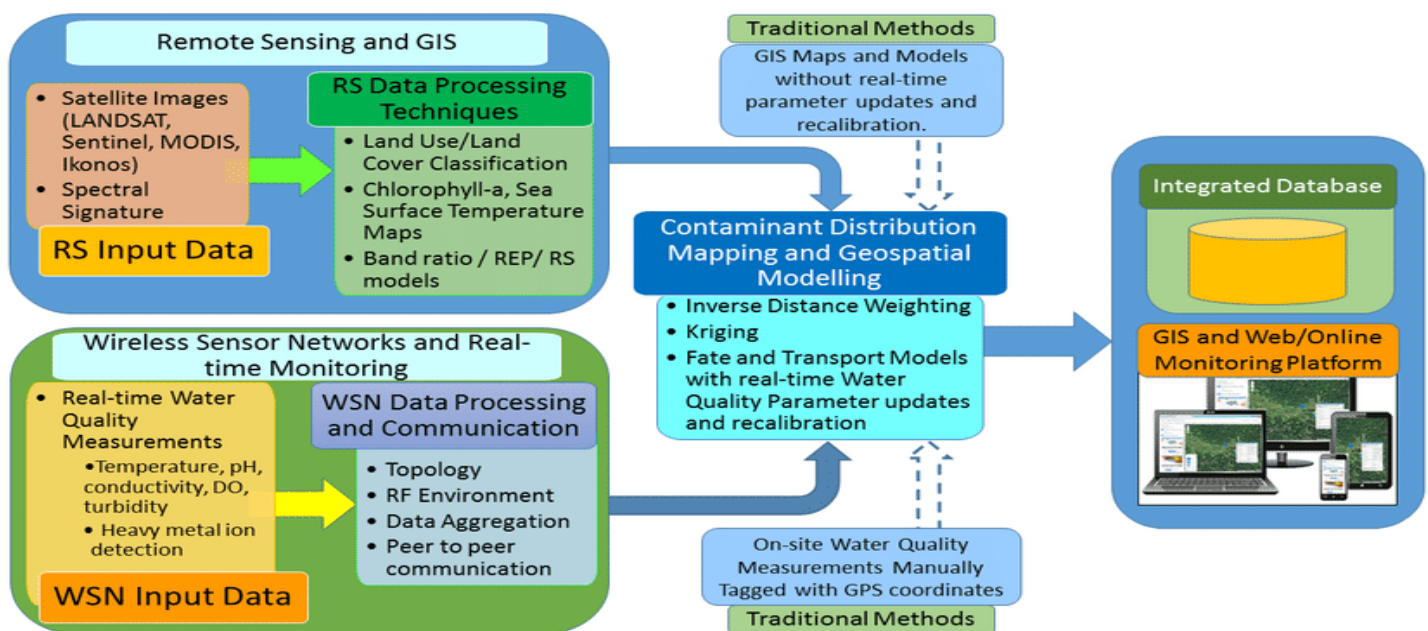 Remote Sensing and GIS
• Satellite Images
(LANDSAT,
Sentinel, MODIS,
Ikonos)
• Spectral
Signature
RS Input Data
RS Data Processing
Techniques
• Land Use/Land
Cover Classification
• Chlorophyll-a, Sea
Surface Temperature
Maps
• Band ratio / REP/ RS
models
Wireless Sensor Networks and Real-
time Monitoring
• Real-time Water
Quality
Measurements
•Temperature, pH,
conductivity, DO,
turbidity
• Heavy metal ion
detection
WSN Input Data
WSN Data Processing
and Communication
• Topology
• RF Environment
• Data Aggregation
• Peer to peer
communication
Traditional Methods
GIS Maps and Models
without real-time
parameter updates and
recalibration.
Contaminant Distribution
Mapping and Geospatial
Modelling
• Inverse Distance Weighting
• Kriging
• Fate and Transport Models
with real-time Water
Quality Parameter updates
and recalibration
On-site Water Quality
Measurements Manually
Tagged with GPS coordinates
Traditional Methods
Integrated Database
GIS and Web/Online
Monitoring Platform